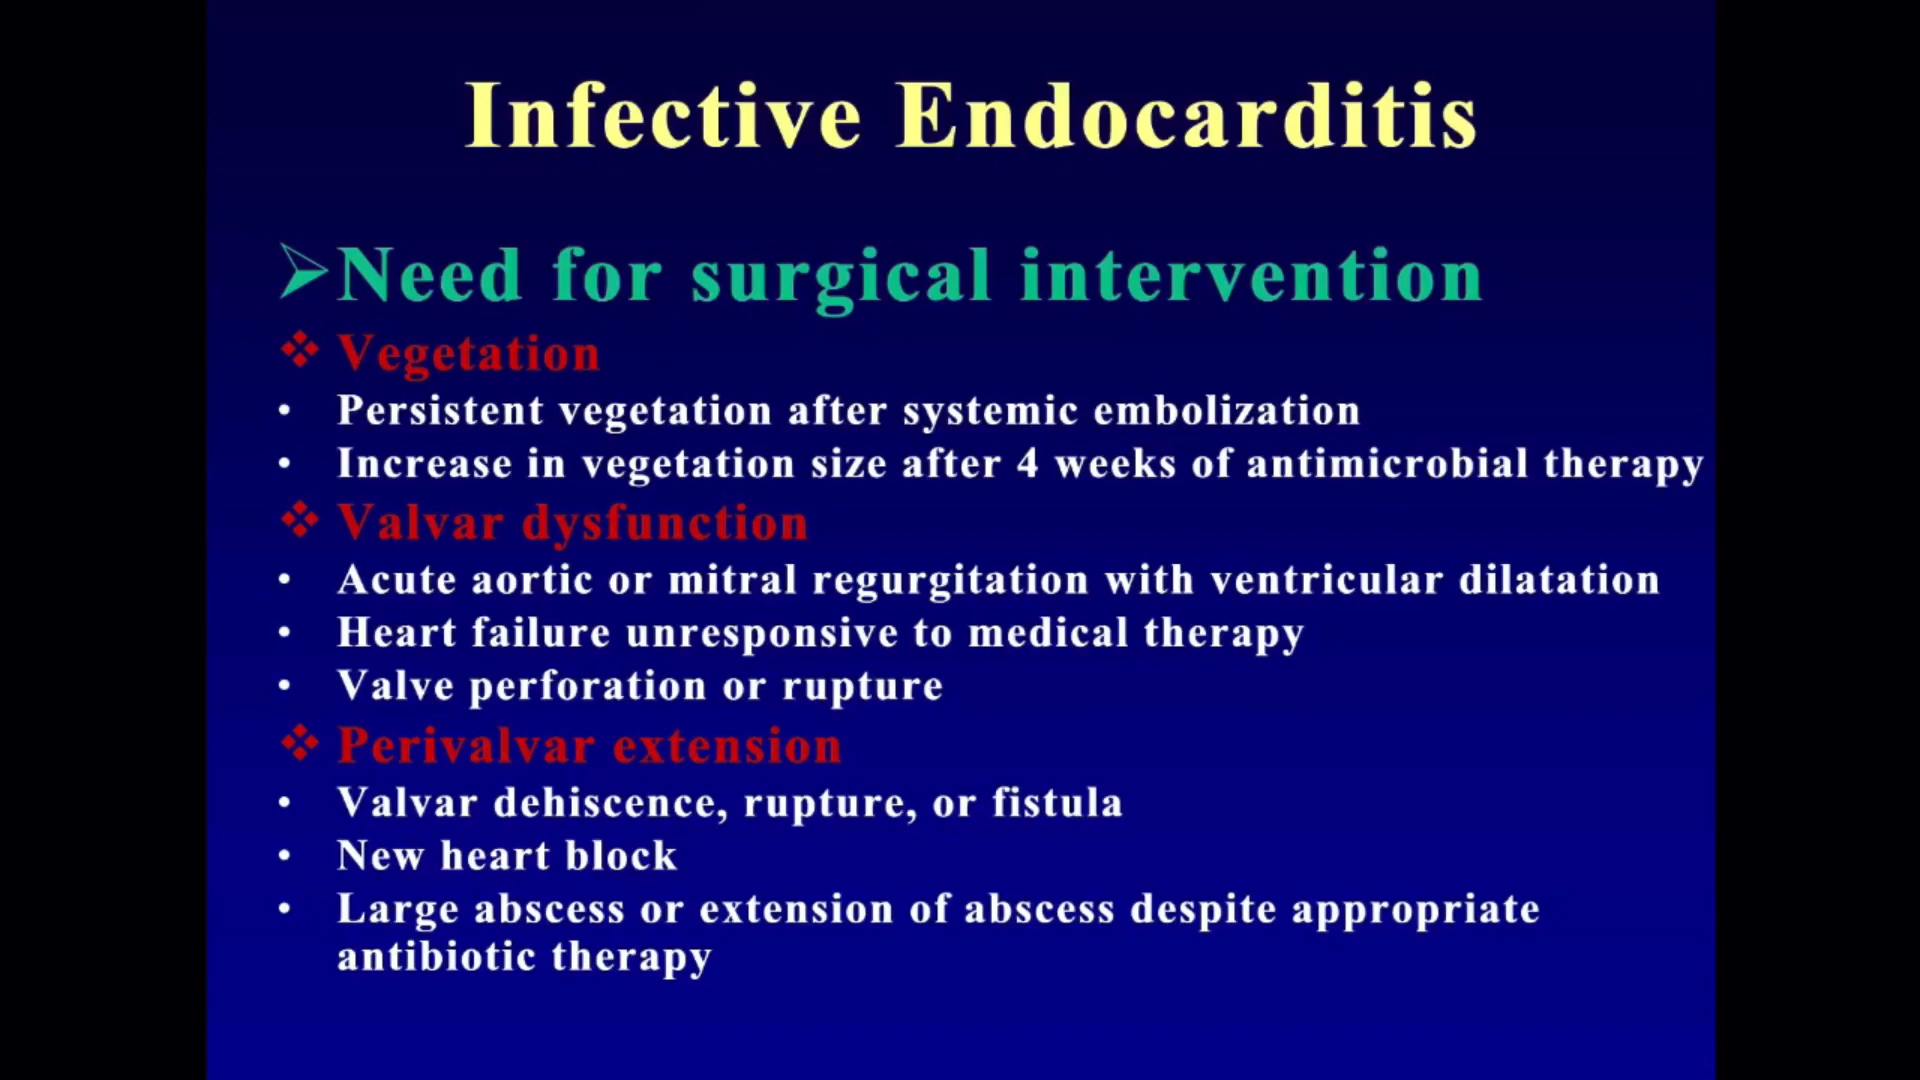 Infective Endocarditis
➢Need for surgical intervention
❖ Vegetation
• Persistent vegetation after systemic embolization
• Increase in vegetation size after 4 weeks of antimicrobial therapy
❖ Valvar dysfunction
• Acute aortic or mitral regurgitation with ventricular dilatation
• Heart failure unresponsive to medical therapy
• Valve perforation or rupture
❖ Perivalvar extension
• Valvar dehiscence, rupture, or fistula
• New heart block
• Large abscess or extension of abscess despite appropriate
antibiotic therapy